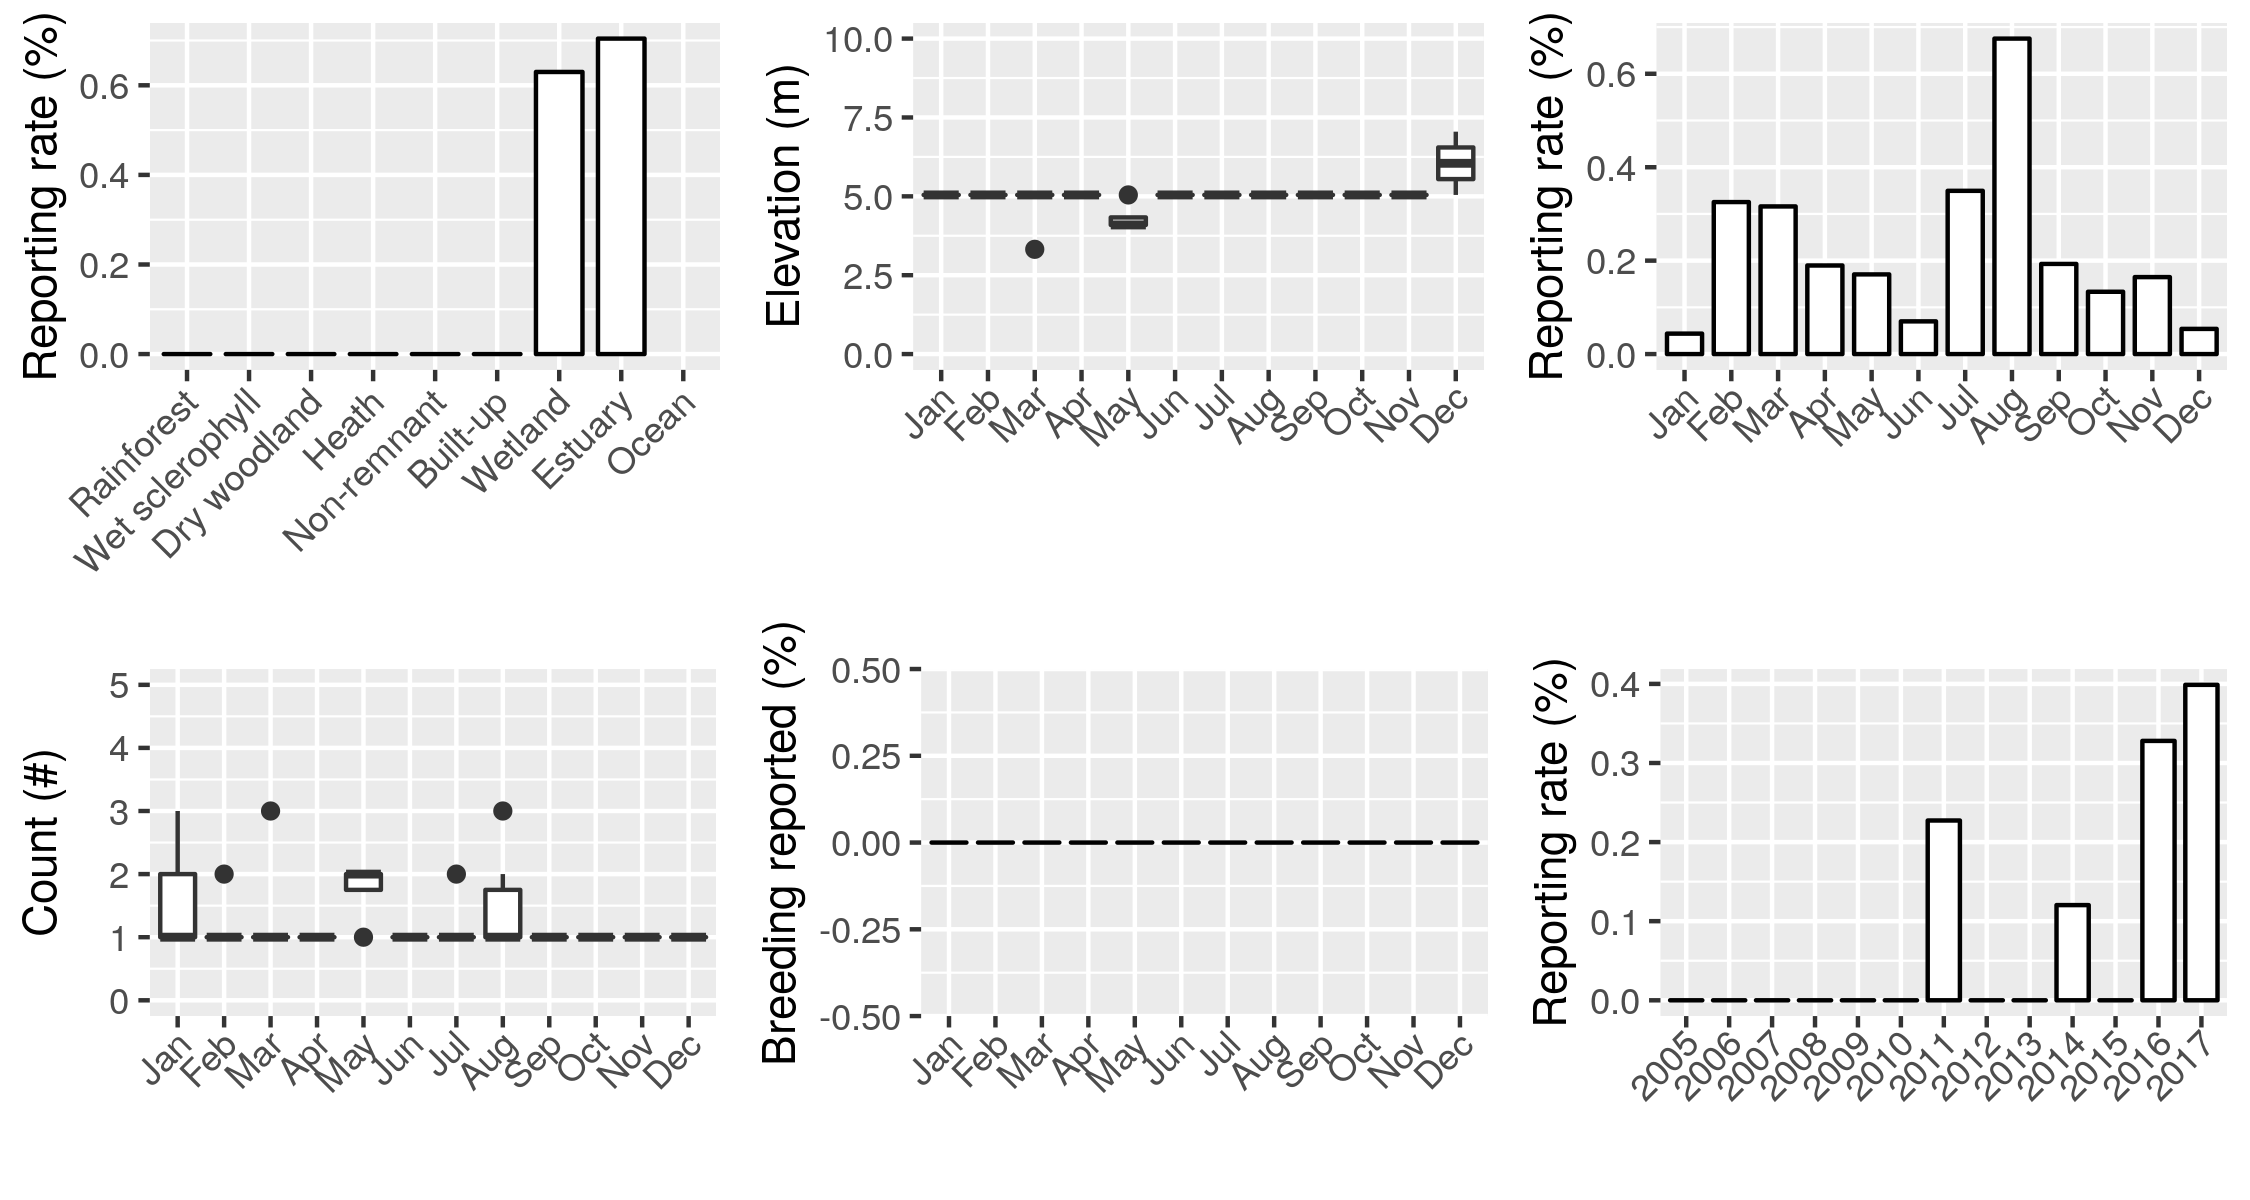 Reporting rate (%)
0.6
0.4
0.2
0.0
Rainforest
Wet sclerophyll
Dry woodland
Heath
Non-remnant
Built-up
Wetland
Estuary
Ocean
Elevation (m)
10.0
7.5
5.0
2.5
0.0
Jan
Feb
Mar
Apr
May
Jun
Jul
Aug
Sep
Oct
Nov
Dec
Reporting rate (%)
0.6
0.4
0.2
0.0
Jan
Feb
Mar
Apr
May
Jun
Jul
Aug
Sep
Oct
Nov
Dec
Count (#)
5
4
3
2
1
0
Jan
Feb
Mar
Apr
May
Jun
Jul
Aug
Sep
Oct
Nov
Dec
Breeding reported (%)
0.50
0.25
0.00
-0.25
-0.50
Jan
Feb
Mar
Apr
May
Jun
Jul
Aug
Sep
Oct
Nov
Dec
Reporting rate (%)
0.4
0.3
0.2
0.1
0.0
2005
2006
2007
2008
2009
2010
2011
2012
2013
2014
2015
2016
2017